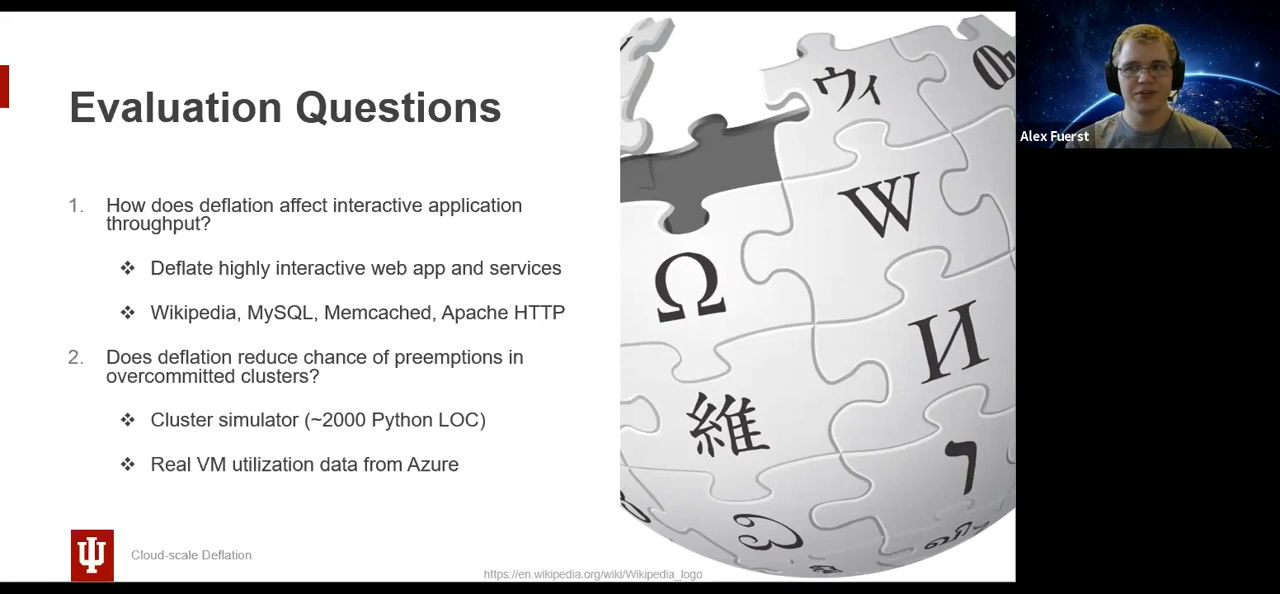 Evaluation Questions
1. How does deflation affect interactive application
throughput?
❖ Deflate highly interactive web app and services
❖ Wikipedia, MySQL, Memcached, Apache HTTP
2. Does deflation reduce chance of preemptions in
overcommitted clusters?
❖ Cluster simulator (~2000 Python LOC)
❖ Real VM utilization data from Azure
Cloud-scale Deflation
https://en.wikipedia.org/wiki/Wikipedia_logo
ウィ
W
Ω
И
維
ר
Alex Fuerst